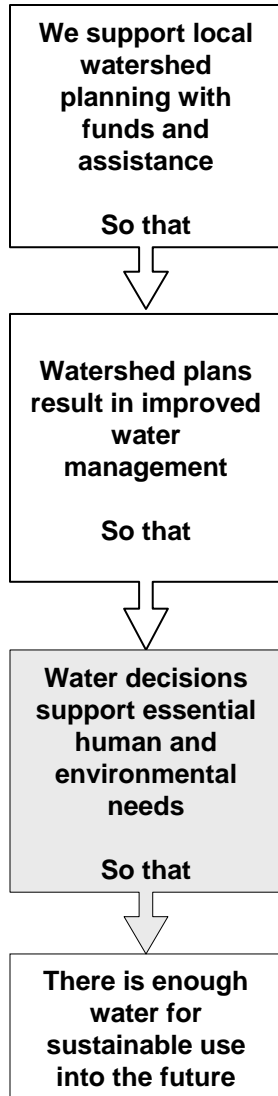 We support local
watershed
planning with
funds and
assistance
So that
Watershed plans
result in improved
water
management
So that
Water decisions
support essential
human and
environmental
needs
So that
There is enough
water for
sustainable use
into the future